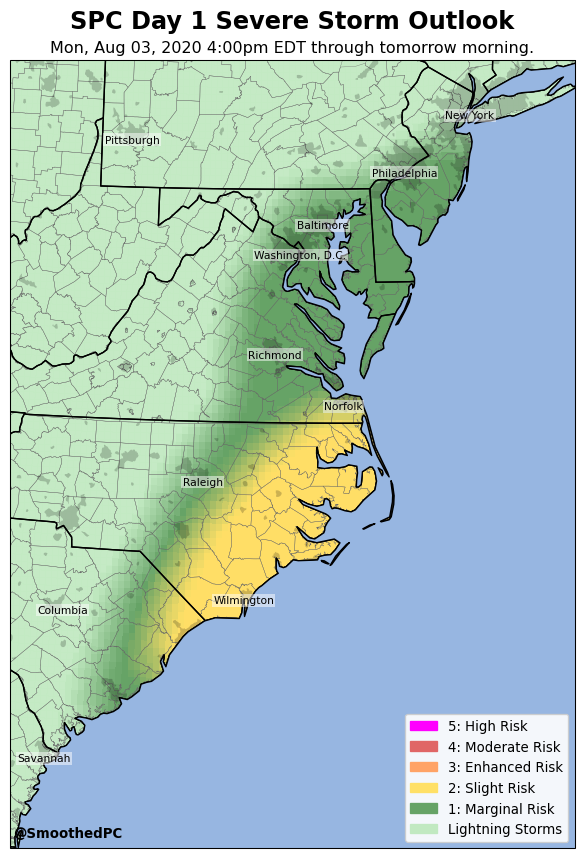 SPC Day 1 Severe Storm Outlook
Mon, Aug 03, 2020 4:00pm EDT through tomorrow morning.
New York
Pittsburgh
Philadelphia
Baltimore
Washington, D.C.
Richmond
Norfolk
Raleigh
Wilmington
Columbia
Savannah
5: High Risk
4: Moderate Risk
3: Enhanced Risk
2: Slight Risk
1: Marginal Risk
Lightning Storms
@SmoothedPC